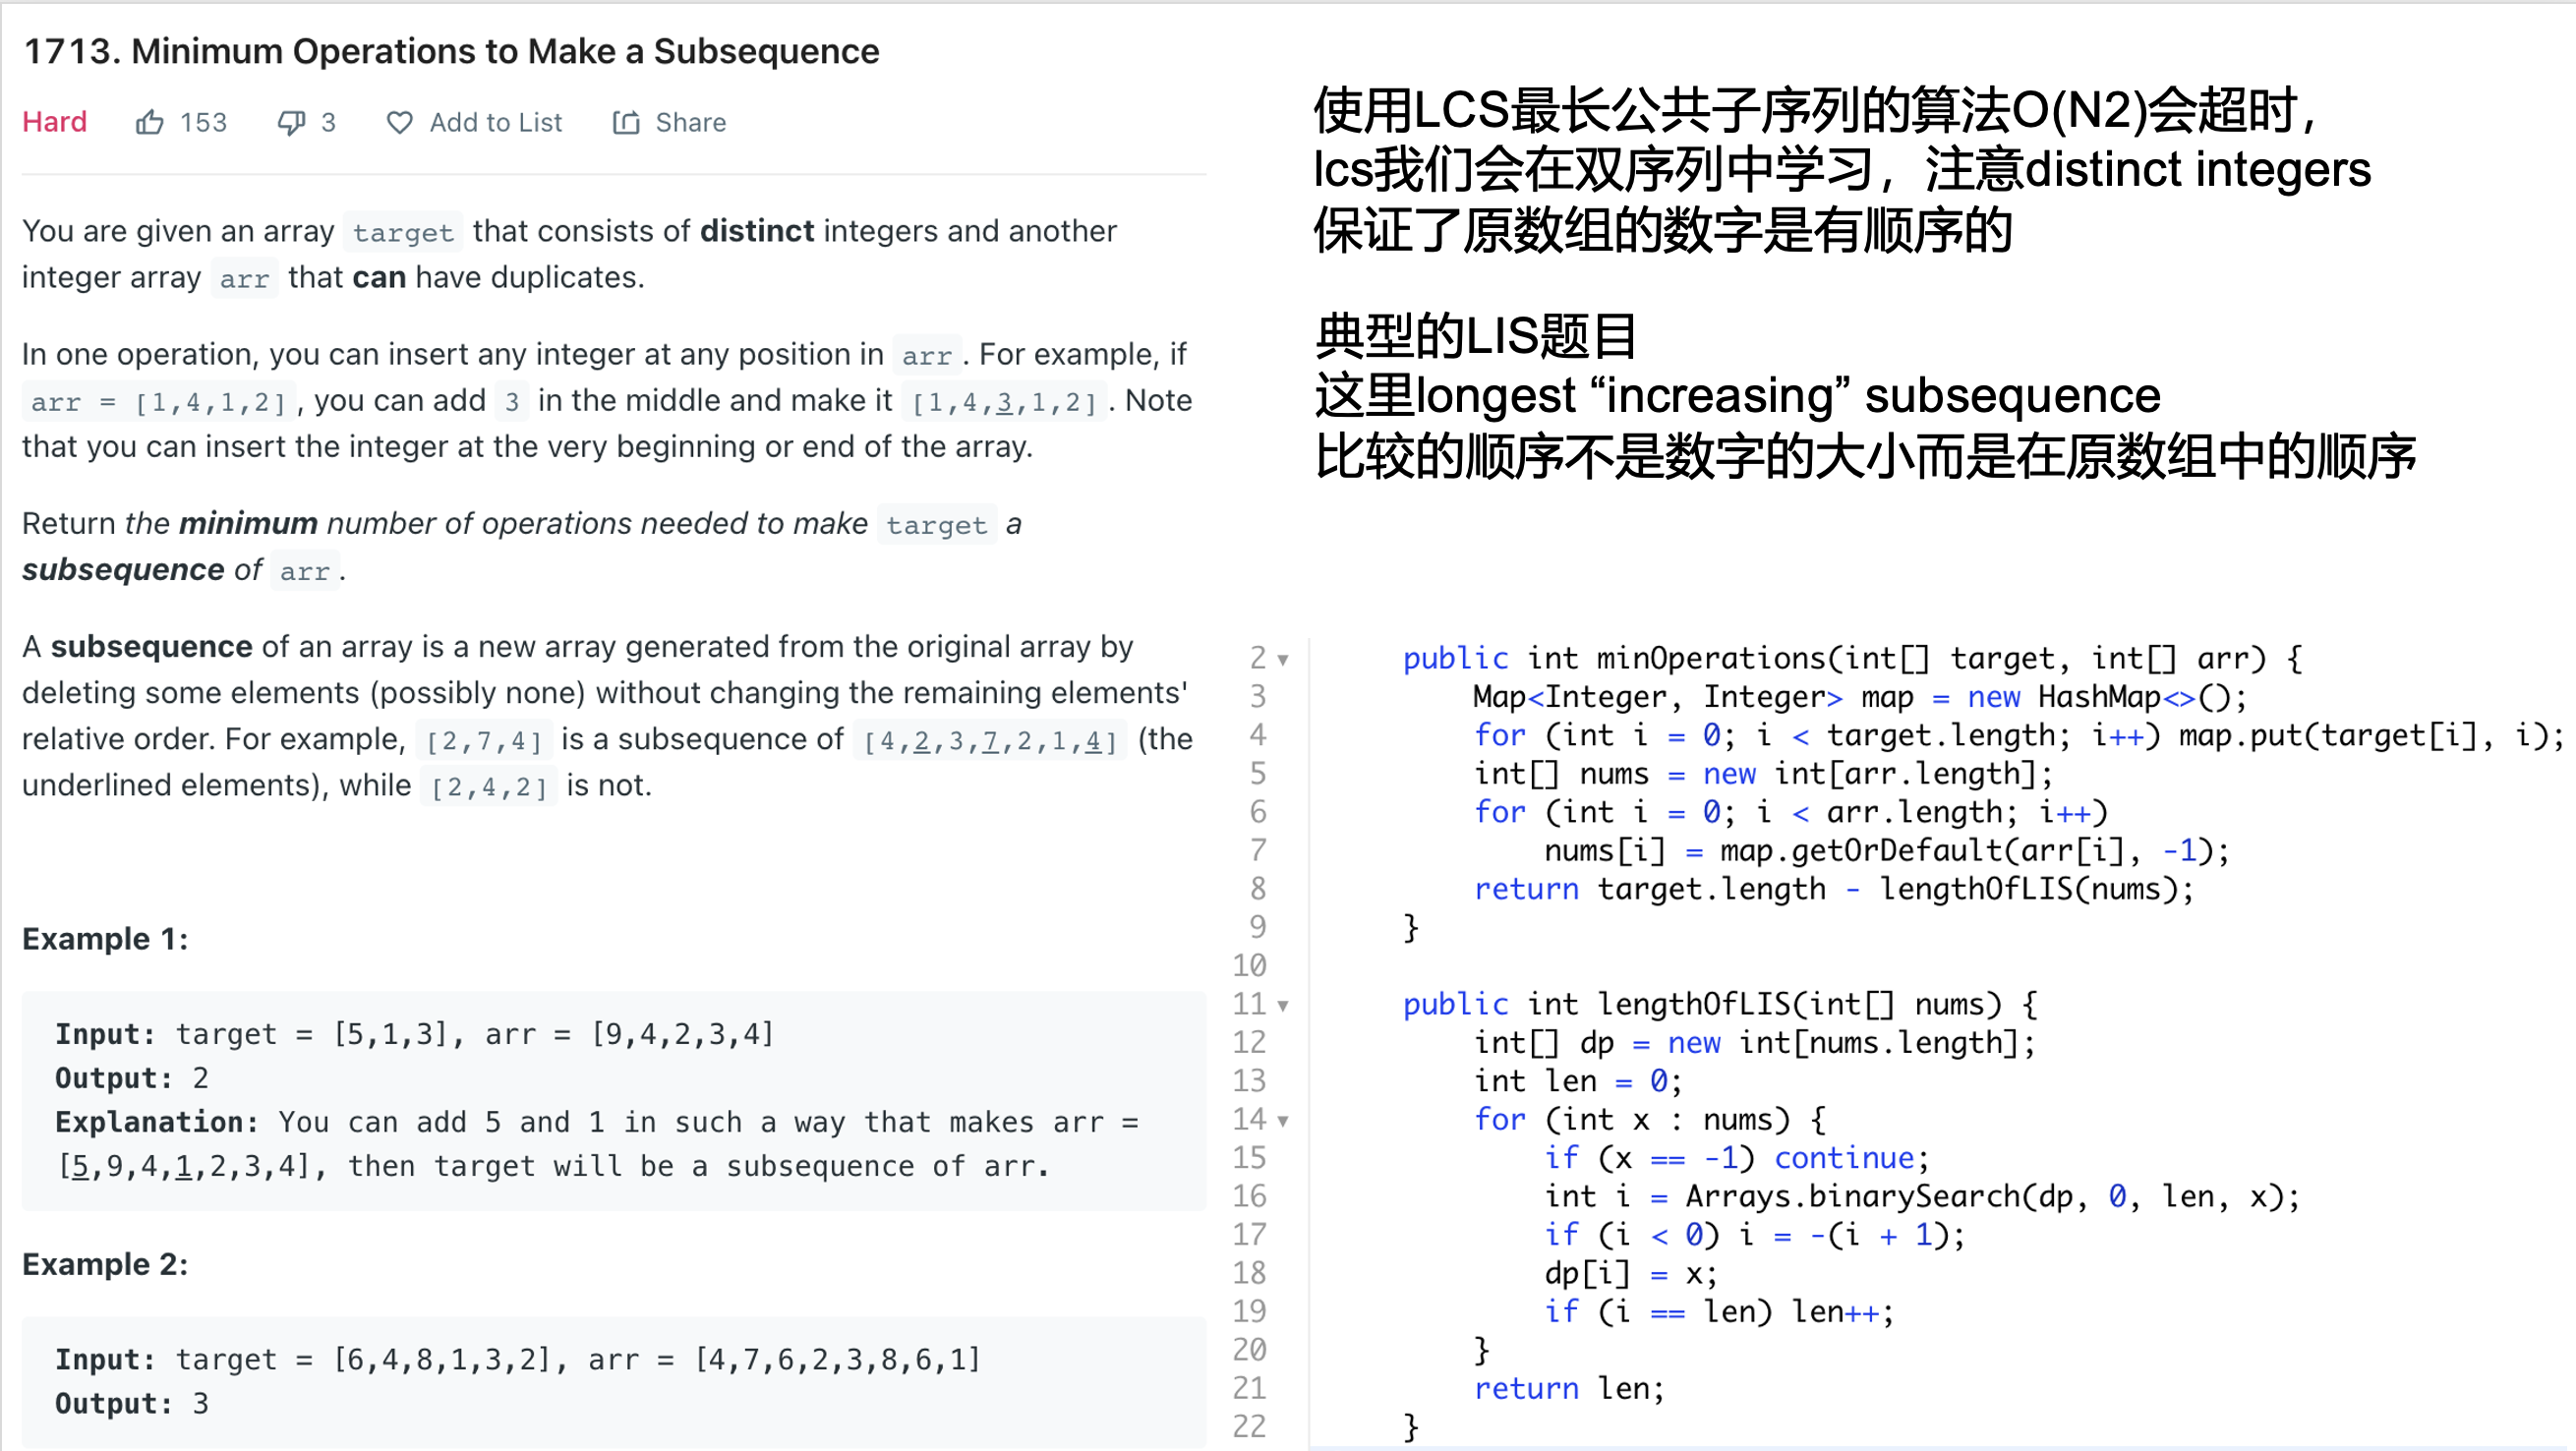 1713. Minimum Operations to Make a Subsequence
Hard 153 3 Add to List Share
You are given an array target that consists of distinct integers and another
integer array arr that can have duplicates.
In one operation, you can insert any integer at any position in arr. For example, if
arr = [1,4,1,2], you can add 3 in the middle and make it [1,4,3,1,2]. Note
that you can insert the integer at the very beginning or end of the array.
Return the minimum number of operations needed to make target a
subsequence of arr.
A subsequence of an array is a new array generated from the original array by
deleting some elements (possibly none) without changing the remaining elements'
relative order. For example, [2,7,4] is a subsequence of [4,2,3,7,2,1,4] (the
underlined elements), while [2,4,2] is not.
Example 1:
Input: target = [5,1,3], arr = [9,4,2,3,4]
Output: 2
Explanation: You can add 5 and 1 in such a way that makes arr =
[5,9,4,1,2,3,4], then target will be a subsequence of arr.
Example 2:
Input: target = [6,4,8,1,3,2], arr = [4,7,6,2,3,8,6,1]
Output: 3
使用LCS最长公共子序列的算法O(N2)会超时，
lcs我们会在双序列中学习，注意distinct integers
保证了原数组的数字是有顺序的
典型的LIS题目
这里longest “increasing” subsequence
比较的顺序不是数字的大小而是在原数组中的顺序
2 public int minOperations(int[] target, int[] arr) {
3 Map<Integer, Integer> map = new HashMap<>();
4 for (int i = 0; i < target.length; i++) map.put(target[i], i);
5 int[] nums = new int[arr.length];
6 for (int i = 0; i < arr.length; i++)
7 nums[i] = map.getOrDefault(arr[i], -1);
8 return target.length - lengthOfLIS(nums);
9 }
10
11 public int lengthOfLIS(int[] nums) {
12 int[] dp = new int[nums.length];
13 int len = 0;
14 for (int x : nums) {
15 if (x == -1) continue;
16 int i = Arrays.binarySearch(dp, 0, len, x);
17 if (i < 0) i = -(i + 1);
18 dp[i] = x;
19 if (i == len) len++;
20 }
21 return len;
22 }